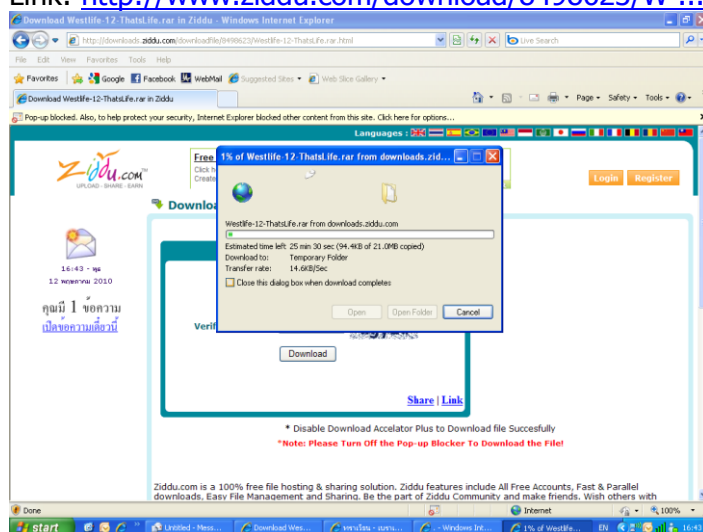 Link: http://www.ziddu.com/download/8498623/W ...
Download Westlife-12-ThatsLife.rar in Ziddu - Windows Internet Explorer
http://downloads.ziddu.com/downloadfile/8498623/Westlife-12-ThatsLife.rar.html
Live Search
File Edit View Favorites Tools Help
Favorites Google Facebook WebMail Suggested Sites Web Slice Gallery
Download Westlife-12-ThatsLife.rar in Ziddu
Page Safety Tools
Pop-up blocked. Also, to help protect your security, Internet Explorer blocked other content from this site. Click here for options...
Languages :
Ziddu.com™
UPLOAD - SHARE - EARN
Free
Click h
Create
Login Register
Downloa
1% of Westlife-12-ThatsLife.rar from downloads.zid...
Westlife-12-ThatsLife.rar from downloads.ziddu.com
Estimated time left 25 min 30 sec (94.4KB of 21.0MB copied)
Download to: Temporary Folder
Transfer rate: 14.6KB/Sec
Close this dialog box when download completes
Open Open Folder Cancel
16:43 - พุธ
12 พฤษภาคม 2010
คุณมี 1 ข้อความ
เปิดข้อความเดี๋ยวนี้
Verif
Download
Share | Link
* Disable Download Accelator Plus to Download file Succesfully
*Note: Please Turn Off the Pop-up Blocker To Download the File!
Ziddu.com is a 100% free file hosting & sharing solution. Ziddu features include All Free Accounts, Fast & Parallel
downloads, Easy File Management and Sharing. Be the part of Ziddu Community and make friends. Wish others with
Done
Internet
100%
start
Untitled - Mess...
Download Wes...
- Windows Int...
1% of Westlife...
EN
16:43